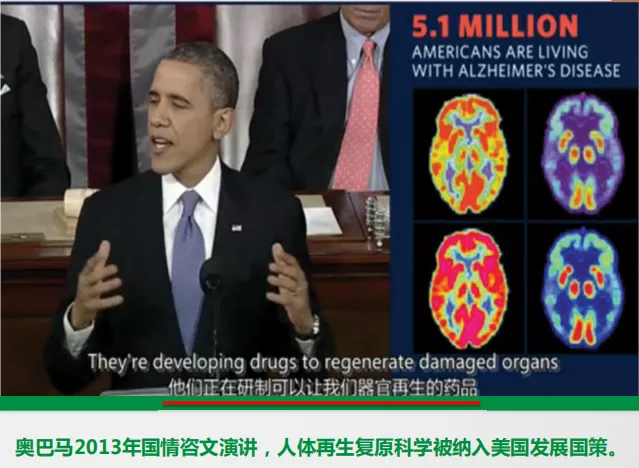 5.1 MILLION
AMERICANS ARE LIVING
WITH ALZHEIMER'S DISEASE
They're developing drugs to regenerate damaged organs
他们正在研制可以让我们器官再生的药品
奥巴马2013年国情咨文演讲，人体再生复原科学被纳入美国发展国策。